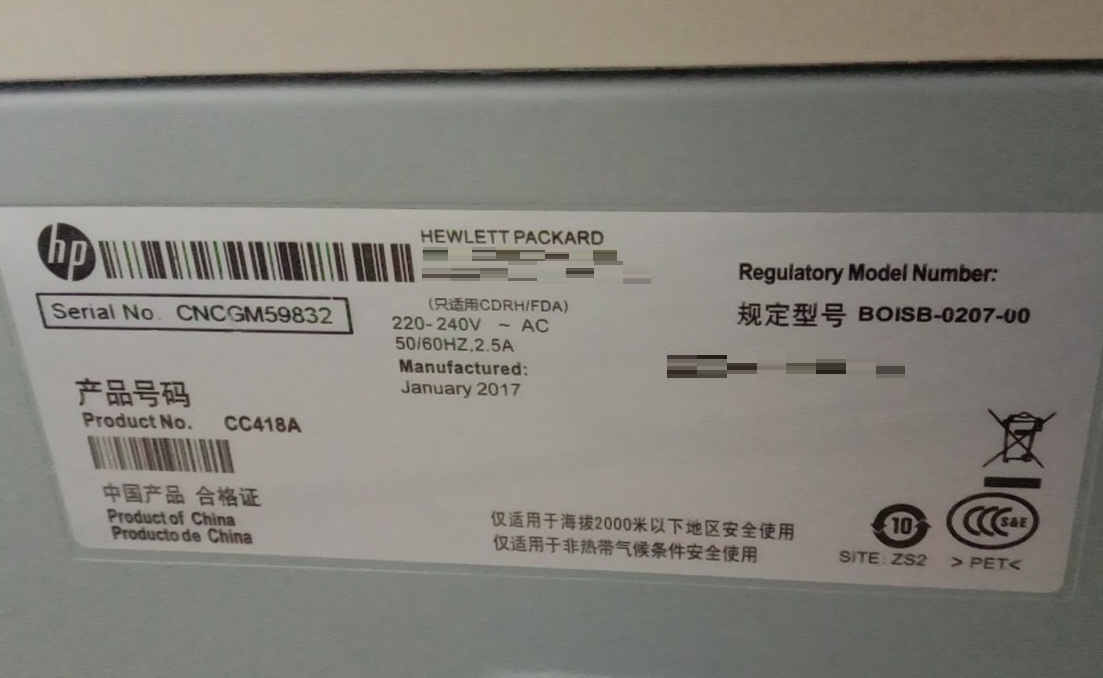 hp
HEWLETT PACKARD
Serial No. CNCGM59832
(只适用CDRH/FDA)
220-240V ~ AC
50/60HZ,2.5A
Manufactured:
January 2017
Regulatory Model Number:
规定型号 BOISB-0207-00
产品号码
Product No. CC418A
中国产品 合格证
Product of China
Producto de China
仅适用于海拔2000米以下地区安全使用
仅适用于非热带气候条件安全使用
10
SITE: ZS2
CCC S&E
>PET<